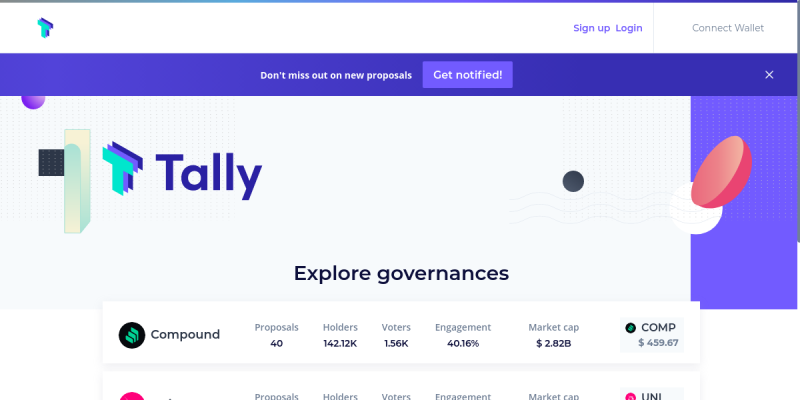 Sign up Login Connect Wallet
Don't miss out on new proposals Get notified!
Tally
Explore governances
Proposals Holders Voters Engagement Market cap COMP
Compound 40 142.12K 1.56K 40.16% $ 2.82B $ 459.67
Proposals Holders Voters Engagement Market cap UNI